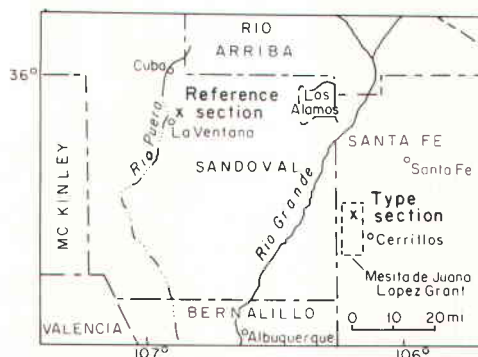 RIO
ARRIBA
36°
Cuba
Los
Alamos
Reference
x section
La Ventana
Rio Puerco
SANTA FE
Santa Fe
SANDOVAL
MC KINLEY
Rio Grande
Type
x section
Cerrillos
Mesita de Juana
Lopez Grant
BERNALILLO
VALENCIA
Albuquerque
0 10 20 mi
107°
106°